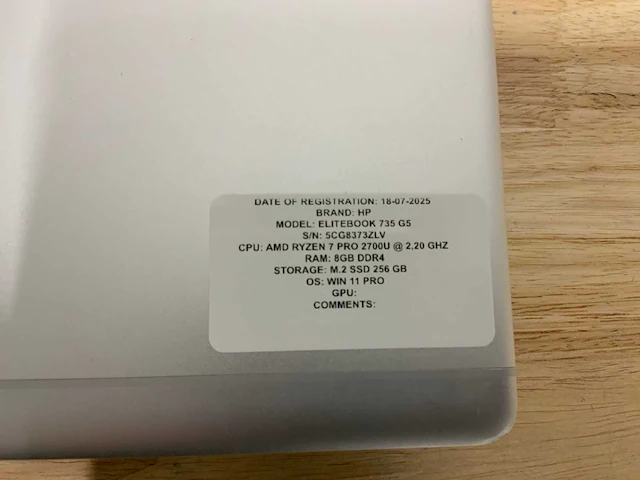 DATE OF REGISTRATION: 18-07-2025
BRAND: HP
MODEL: ELITEBOOK 735 G5
S/N: 5CG8373ZLV
CPU: AMD RYZEN 7 PRO 2700U @ 2,20 GHZ
RAM: 8GB DDR4
STORAGE: M.2 SSD 256 GB
OS: WIN 11 PRO
GPU:
COMMENTS: